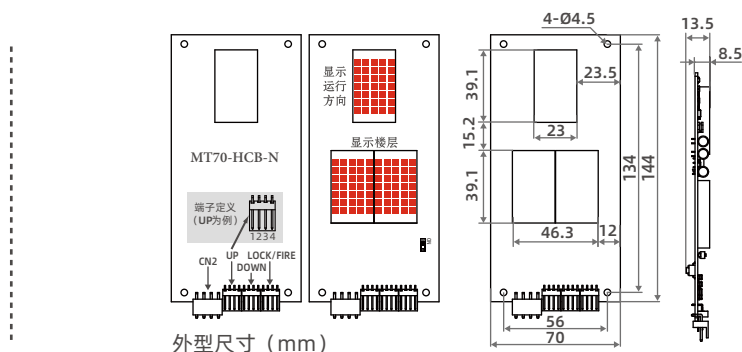 4-Ø4.5
13.5
8.5
显示
运行
方向
39.1
23.5
23
15.2
显示楼层
MT70-HCB-N
39.1
134
144
端子定义
（UP为例）
1234
46.3
12
CN2
UP
LOCK/FIRE
DOWN
56
70
外型尺寸（mm）